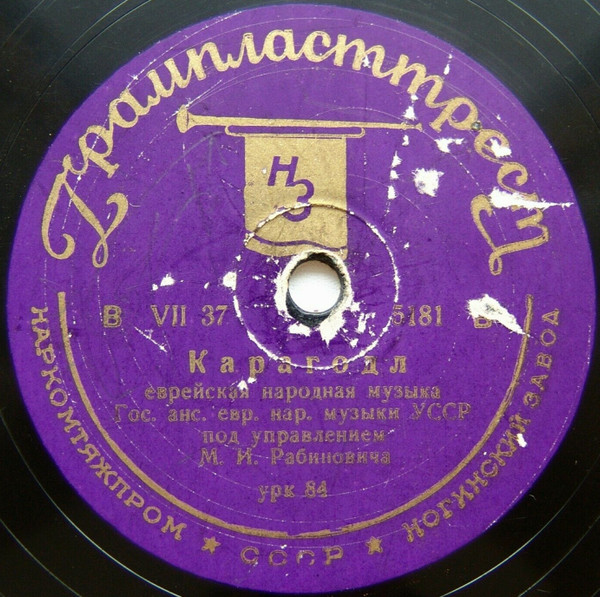 Грампласттрест
НЗ
В VII 37 5181 В
Карагодл
еврейская народная музыка
Гос. анс. евр. нар. музыки УССР
под управлением
М. И. Рабиновича
урк 84
НАРКОМТЯЖПРОМ ★ СССР ★ НОГИНСКИЙ ЗАВОД